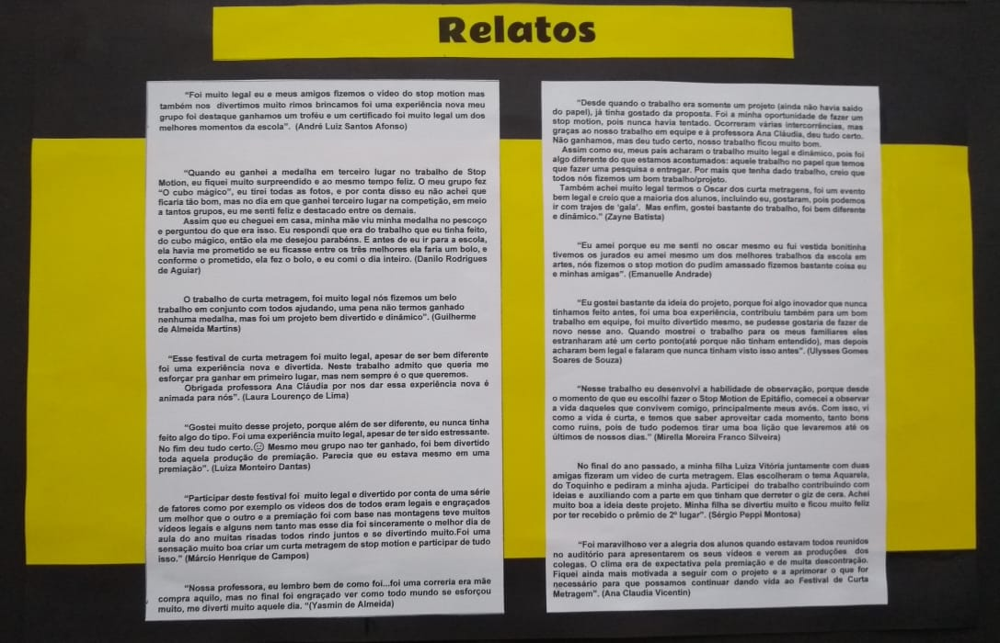 Relatos
“Foi muito legal eu e meus amigos fizemos o video do stop motion mas
também nos divertimos muito rimos brincamos foi uma experiência nova meu
grupo foi destaque ganhamos um troféu e um certificado foi muito legal um dos
melhores momentos da escola”. (André Luiz Santos Afonso)
“Quando eu ganhei a medalha em terceiro lugar no trabalho de Stop
Motion, eu fiquei muito surpreendido e ao mesmo tempo feliz. O meu grupo fez
“O cubo mágico”, eu tirei todas as fotos, e por conta disso eu não achei que
ficaria tão bom, mas no dia em que ganhei terceiro lugar na competição, em meio
a tantos grupos, eu me senti feliz e destacado entre os demais.
Assim que eu cheguei em casa, minha mãe viu minha medalha no pescoço
e perguntou do que era isso. Eu respondi que era do trabalho que eu tinha feito,
do cubo mágico, então ela me desejou parabéns. E antes de eu ir para a escola,
ela havia me prometido se eu ficasse entre os três melhores ela faria um bolo, e
conforme o prometido, ela fez o bolo, e eu comi o dia inteiro. (Danilo Rodrigues
de Aguiar)
O trabalho de curta metragem, foi muito legal nós fizemos um belo
trabalho em conjunto com todos ajudando, uma pena não termos ganhado
nenhuma medalha, mas foi um projeto bem divertido e dinâmico”. (Guilherme
de Almeida Martins)
“Esse festival de curta metragem foi muito legal, apesar de ser bem diferente
foi uma experiência nova e divertida. Neste trabalho admito que queria me
esforçar pra ganhar em primeiro lugar, mas nem sempre é o que queremos.
Obrigada professora Ana Cláudia por nos dar essa experiência nova é
animada para nós”. (Laura Lourenço de Lima)
“Gostei muito desse projeto, porque além de ser diferente, eu nunca tinha
feito algo do tipo. Foi uma experiência muito legal, apesar de ter sido estressante.
No fim deu tudo certo.☺ Mesmo meu grupo nao ter ganhado, foi bem divertido
toda aquela produção de premiação. Parecia que eu estava mesmo em uma
premiação”. (Luiza Monteiro Dantas)
“Participar deste festival foi muito legal e divertido por conta de uma série
de fatores como por exemplo os videos dos de todos eram legais e engraçados
um melhor que o outro e a premiação foi com base nas montagens teve muitos
vídeos legais e alguns nem tanto mas esse dia foi sinceramente o melhor dia de
aula do ano muitas risadas todos rindo juntos e se divertindo muito.Foi uma
sensação muito boa criar um curta metragem de stop motion e participar de tudo
isso.” (Márcio Henrique de Campos)
“Nossa professora, eu lembro bem de como foi...foi uma correria era mãe
compra aquilo, mas no final foi engraçado ver como todo mundo se esforçou
muito, me diverti muito aquele dia. “(Yasmin de Almeida)
“Desde quando o trabalho era somente um projeto (ainda não havia saído
do papel), já tinha gostado da proposta. Foi a minha oportunidade de fazer um
stop motion, pois nunca havia tentado. Ocorreram várias intercorrências, mas
graças ao nosso trabalho em equipe e à professora Ana Cláudia, deu tudo certo.
Não ganhamos, mas deu tudo certo, nosso trabalho ficou muito bom.
Assim como eu, meus pais acharam o trabalho muito legal e dinâmico, pois foi
algo diferente do que estamos acostumados: aquele trabalho no papel que temos
que fazer uma pesquisa e entregar. Por mais que tenha dado trabalho, creio que
todos nós fizemos um bom trabalho/projeto.
Também achei muito legal termos o Oscar dos curta metragens, foi um evento
bem legal e creio que a maioria dos alunos, incluindo eu, gostaram, pois podemos
ir com trajes de ‘gala’. Mas enfim, gostei bastante do trabalho, foi bem diferente
e dinâmico.” (Zayne Batista)
“Eu amei porque eu me senti no oscar mesmo eu fui vestida bonitinha
tivemos os jurados eu amei mesmo um dos melhores trabalhos da escola em
artes, nós fizemos o stop motion do pudim amassado fizemos bastante coisa eu
e minhas amigas”. (Emanuelle Andrade)
“Eu gostei bastante da ideia do projeto, porque foi algo inovador que nunca
tínhamos feito antes, foi uma boa experiência, contribuiu também para um bom
trabalho em equipe, foi muito divertido mesmo, se pudesse gostaria de fazer de
novo nesse ano. Quando mostrei o trabalho para os meus familiares eles
estranharam até um certo ponto(até porque não tinham entendido), mas depois
acharam bem legal e falaram que nunca tinham visto isso antes”. (Ulysses Gomes
Soares de Souza)
“Nesse trabalho eu desenvolvi a habilidade de observação, porque desde
o momento de que eu escolhi fazer o Stop Motion de Epitáfio, comecei a observar
a vida daqueles que convivem comigo, principalmente meus avós. Com isso, vi
como a vida é curta, e temos que saber aproveitar cada momento, tanto bons
como ruins, pois de tudo podemos tirar uma boa lição que levaremos até os
últimos de nossos dias.” (Mirella Moreira Franco Silveira)
No final do ano passado, a minha filha Luiza Vitória juntamente com duas
amigas fizeram um video de curta metragem. Elas escolheram o tema Aquarela,
do Toquinho e pediram a minha ajuda. Participei do trabalho contribuindo com
ideias e auxiliando com a parte em que tinham que derreter o giz de cera. Achei
muito boa a ideia deste projeto. Minha filha se divertiu muito e ficou muito feliz
por ter recebido o prêmio de 2º lugar”. (Sérgio Peppi Montosa)
“Foi maravilhoso ver a alegria dos alunos quando estavam todos reunidos
no auditório para apresentarem os seus vídeos e verem as produções dos
colegas. O clima era de expectativa pela premiação e de muita descontração.
Fiquei ainda mais motivada a seguir com o projeto e a aprimorar o que for
necessário para que possamos continuar dando vida ao Festival de Curta
Metragem”. (Ana Claudia Vicentin)